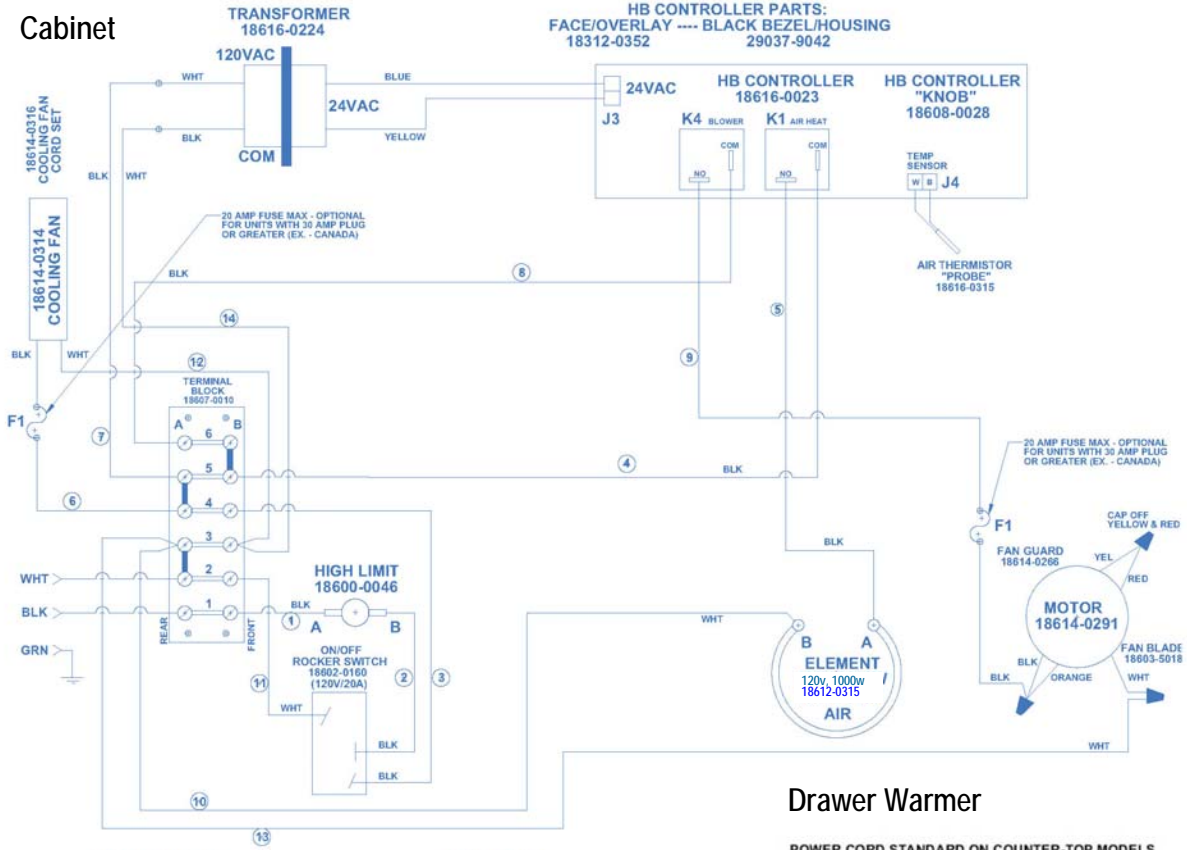 Cabinet
TRANSFORMER
18616-0224
HB CONTROLLER PARTS:
FACE/OVERLAY ---- BLACK BEZEL/HOUSING
18312-0352 29037-9042
120VAC
WHT
BLUE
24VAC
24VAC
YELLOW
BLK
COM
J3
HB CONTROLLER
18616-0023
K4 BLOWER
COM
NO
K1 AIR HEAT
COM
NO
HB CONTROLLER
"KNOB"
18608-0028
TEMP
SENSOR
W B J4
AIR THERMISTOR
"PROBE"
18616-0315
18614-0316
COOLING FAN
CORD SET
BLK WHT
18614-0314
COOLING FAN
20 AMP FUSE MAX - OPTIONAL
FOR UNITS WITH 30 AMP PLUG
OR GREATER (EX. - CANADA)
BLK
8
14
5
9
BLK WHT
12
F1
TERMINAL
BLOCK
18607-0010
A B
6
5
4
3
2
1
REAR
FRONT
7
6
4
BLK
WHT
BLK
GRN
HIGH LIMIT
18600-0046
BLK
1
A B
ON/OFF
ROCKER SWITCH
18602-0160
(120V/20A)
2
3
11
WHT
BLK
BLK
10
13
BLK
WHT
B A
ELEMENT
120v, 1000w
18612-0315
AIR
20 AMP FUSE MAX - OPTIONAL
FOR UNITS WITH 30 AMP PLUG
OR GREATER (EX. - CANADA)
F1
CAP OFF
YELLOW & RED
FAN GUARD
18614-0266
YEL
RED
MOTOR
18614-0291
FAN BLADE
18603-5018
BLK
BLK
ORANGE
WHT
WHT
Drawer Warmer
POWER CORD STANDARD ON COUNTER-TOP MODELS